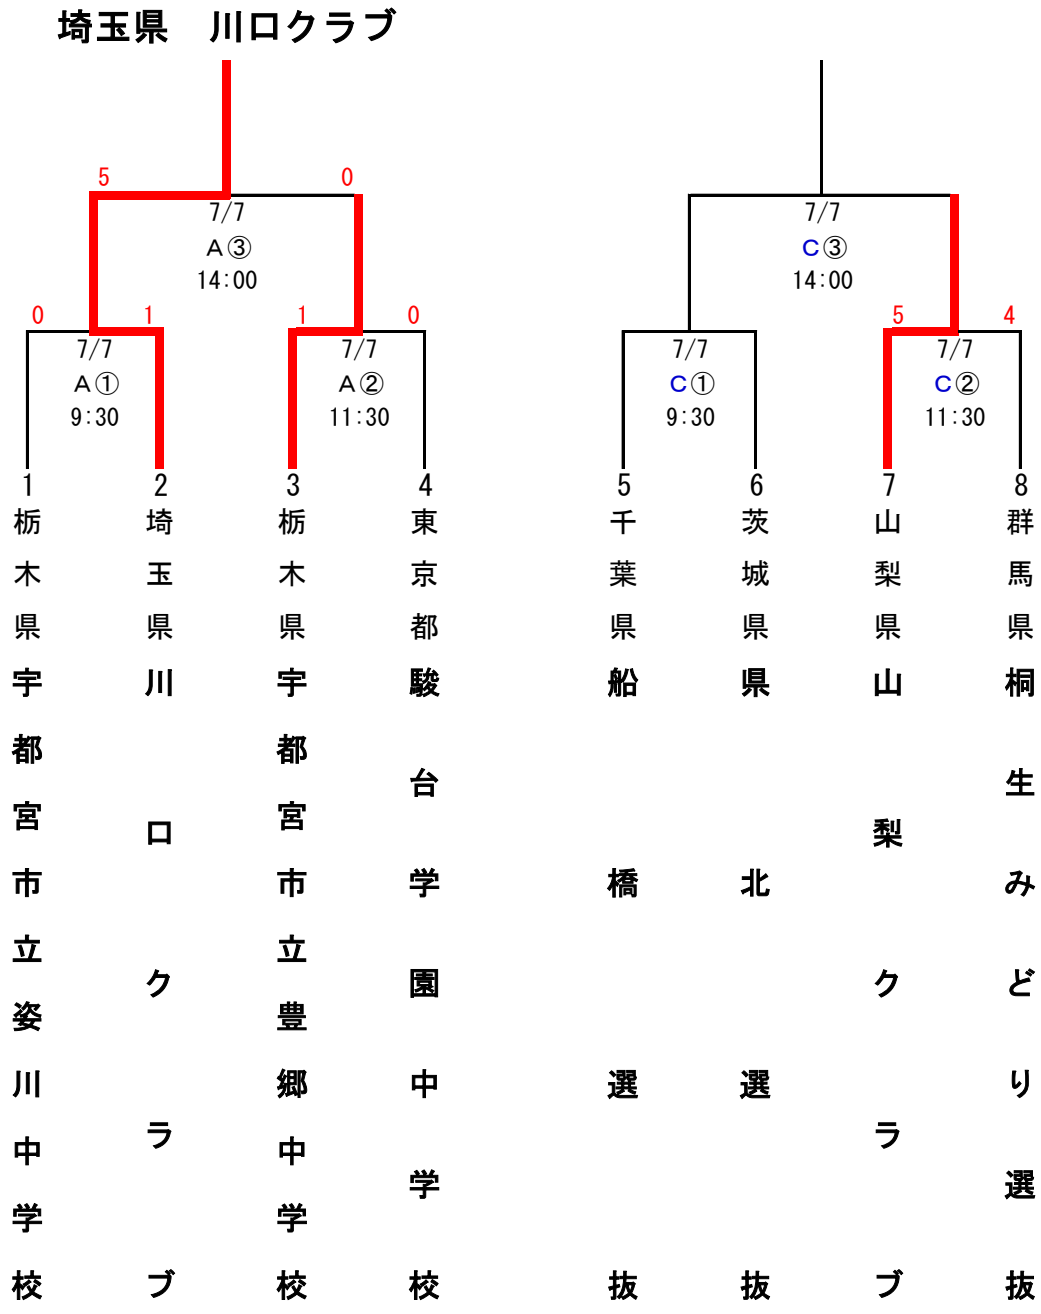 埼玉県　川口クラブ
5
0
7/7
A③
14:00
7/7
C③
14:00
0
1
7/7
A①
9:30
1
0
7/7
A②
11:30
7/7
C①
9:30
5
4
7/7
C②
11:30
1
栃木県
宇都宮市立姿川中学校
2
埼玉県
川口クラブ
3
栃木県
宇都宮市立豊郷中学校
4
東京都
駿台学園中学校
5
千葉県
船橋選抜
6
茨城県
県北選抜
7
山梨県
山梨クラブ
8
群馬県
桐生みどり選抜